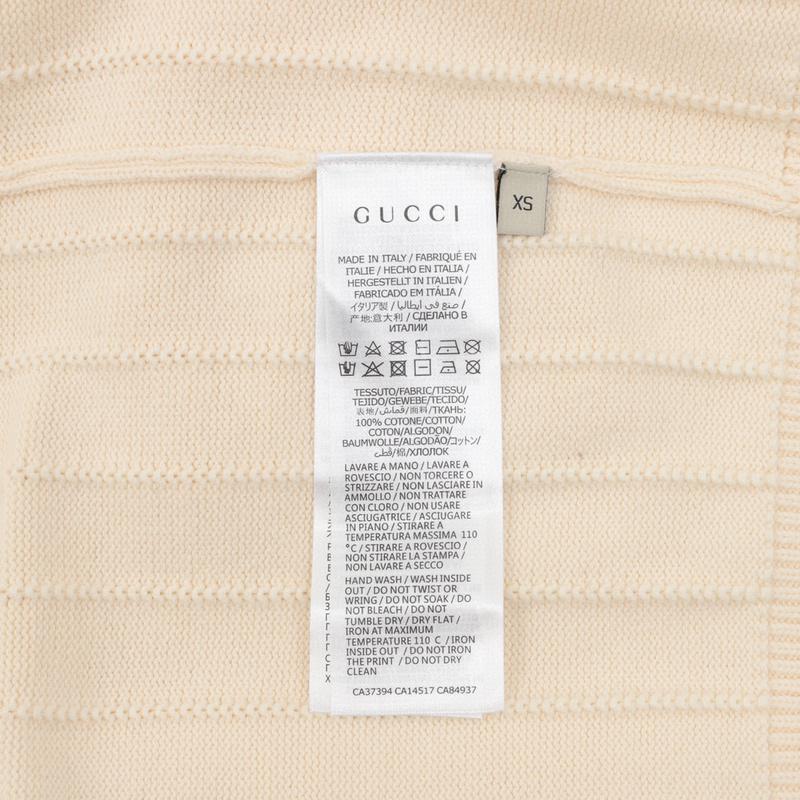 GUCCI
XS
MADE IN ITALY / FABRIQUÉ EN
ITALIE / HECHO EN ITALIA /
HERGESTELLT IN ITALIEN /
FABRICADO EM ITÁLIA /
イタリア製 / صنع في إيطاليا /
产地:意大利 / СДЕЛАНО В
ИТАЛИИ
TESSUTO/FABRIC/TISSU/
TEJIDO/GEWEBE/TECIDO/
表地/قماش/面料/ТКАНЬ:
100% COTONE/COTTON/
COTON/ALGODON/
BAUMWOLLE/ALGODÃO/コットン/
قطن/棉/ХЛОПОК
LAVARE A MANO / LAVARE A
ROVESCIO / NON TORCERE O
STRIZZARE / NON LASCIARE IN
AMMOLLO / NON TRATTARE
CON CLORO / NON USARE
ASCIUGATRICE / ASCIUGARE
IN PIANO / STIRARE A
TEMPERATURA MASSIMA 110
°C / STIRARE A ROVESCIO /
NON STIRARE LA STAMPA /
NON LAVARE A SECCO
HAND WASH / WASH INSIDE
OUT / DO NOT TWIST OR
WRING / DO NOT SOAK / DO
NOT BLEACH / DO NOT
TUMBLE DRY / DRY FLAT /
IRON AT MAXIMUM
TEMPERATURE 110 C / IRON
INSIDE OUT / DO NOT IRON
THE PRINT / DO NOT DRY
CLEAN
CA37394 CA14517 CA84937